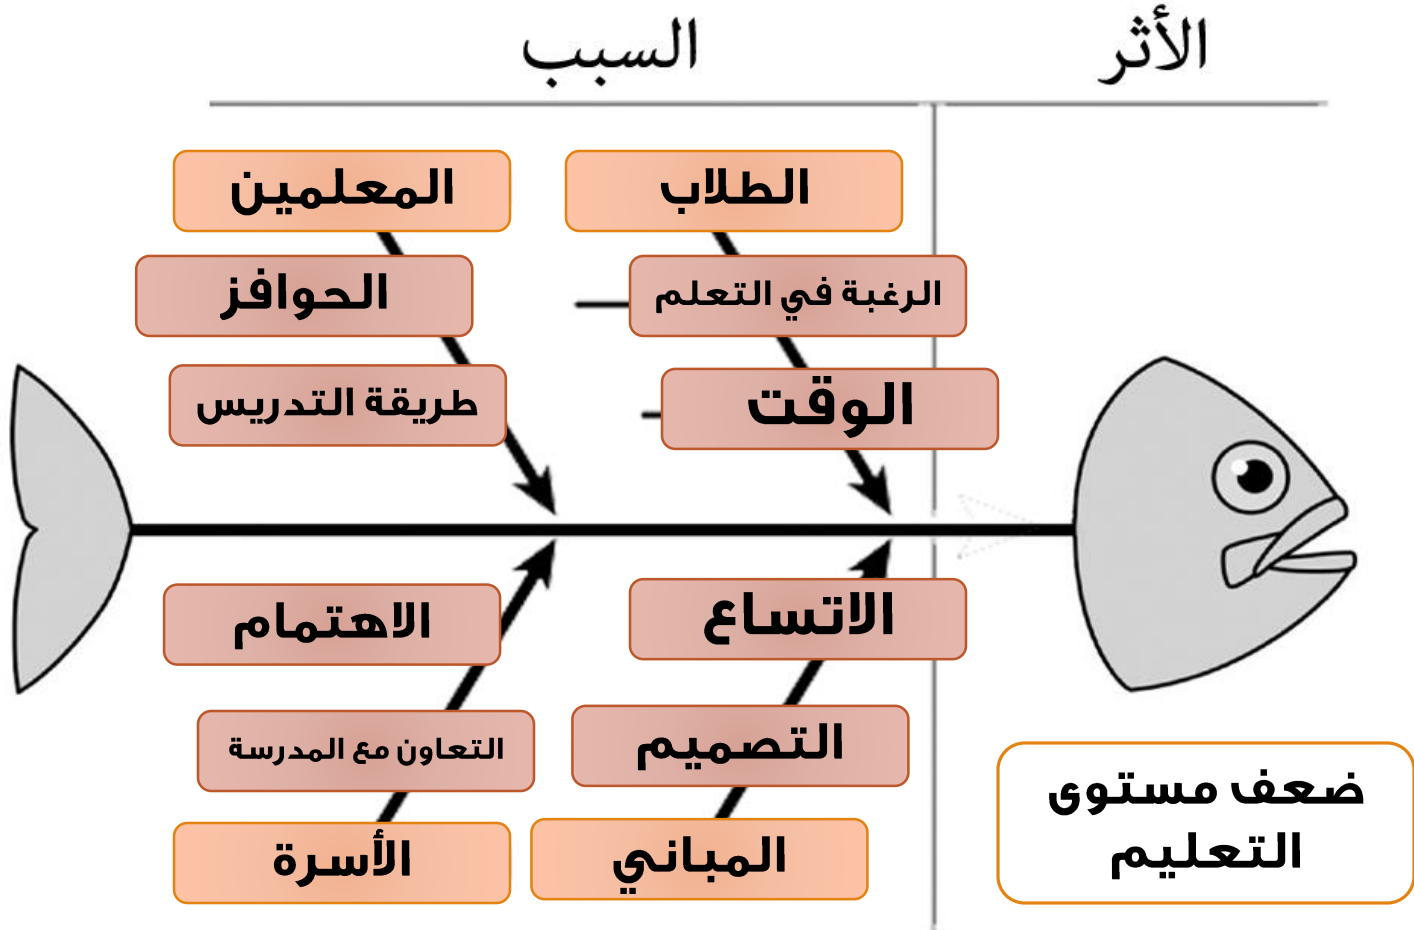 الأثر
السبب
الطلاب
المعلمين
الرغبة في التعلم
الحوافز
الوقت
طريقة التدريس
الاتساع
الاهتمام
التصميم
التعاون مع المدرسة
المباني
الأسرة
ضعف مستوى
التعليم